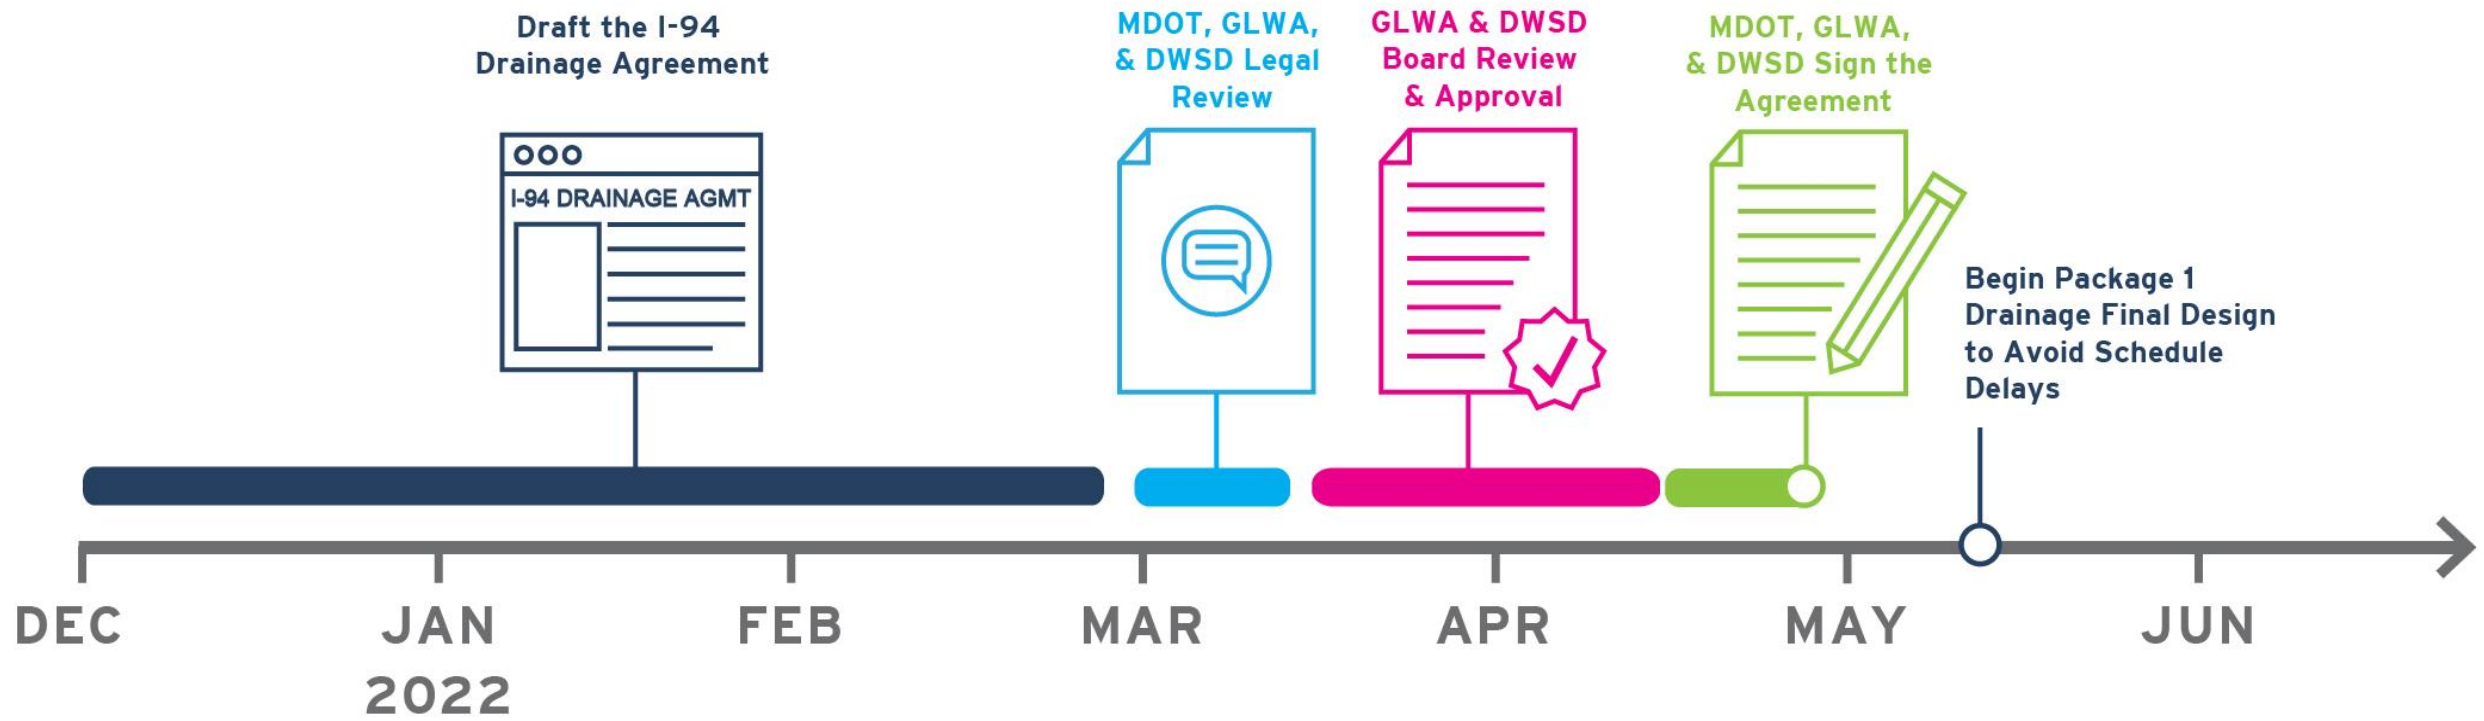 Draft the I-94
Drainage Agreement
MDOT, GLWA,
& DWSD Legal
Review
GLWA & DWSD
Board Review
& Approval
MDOT, GLWA,
& DWSD Sign the
Agreement
I-94 DRAINAGE AGMT
Begin Package 1
Drainage Final Design
to Avoid Schedule
Delays
DEC
JAN
2022
FEB
MAR
APR
MAY
JUN